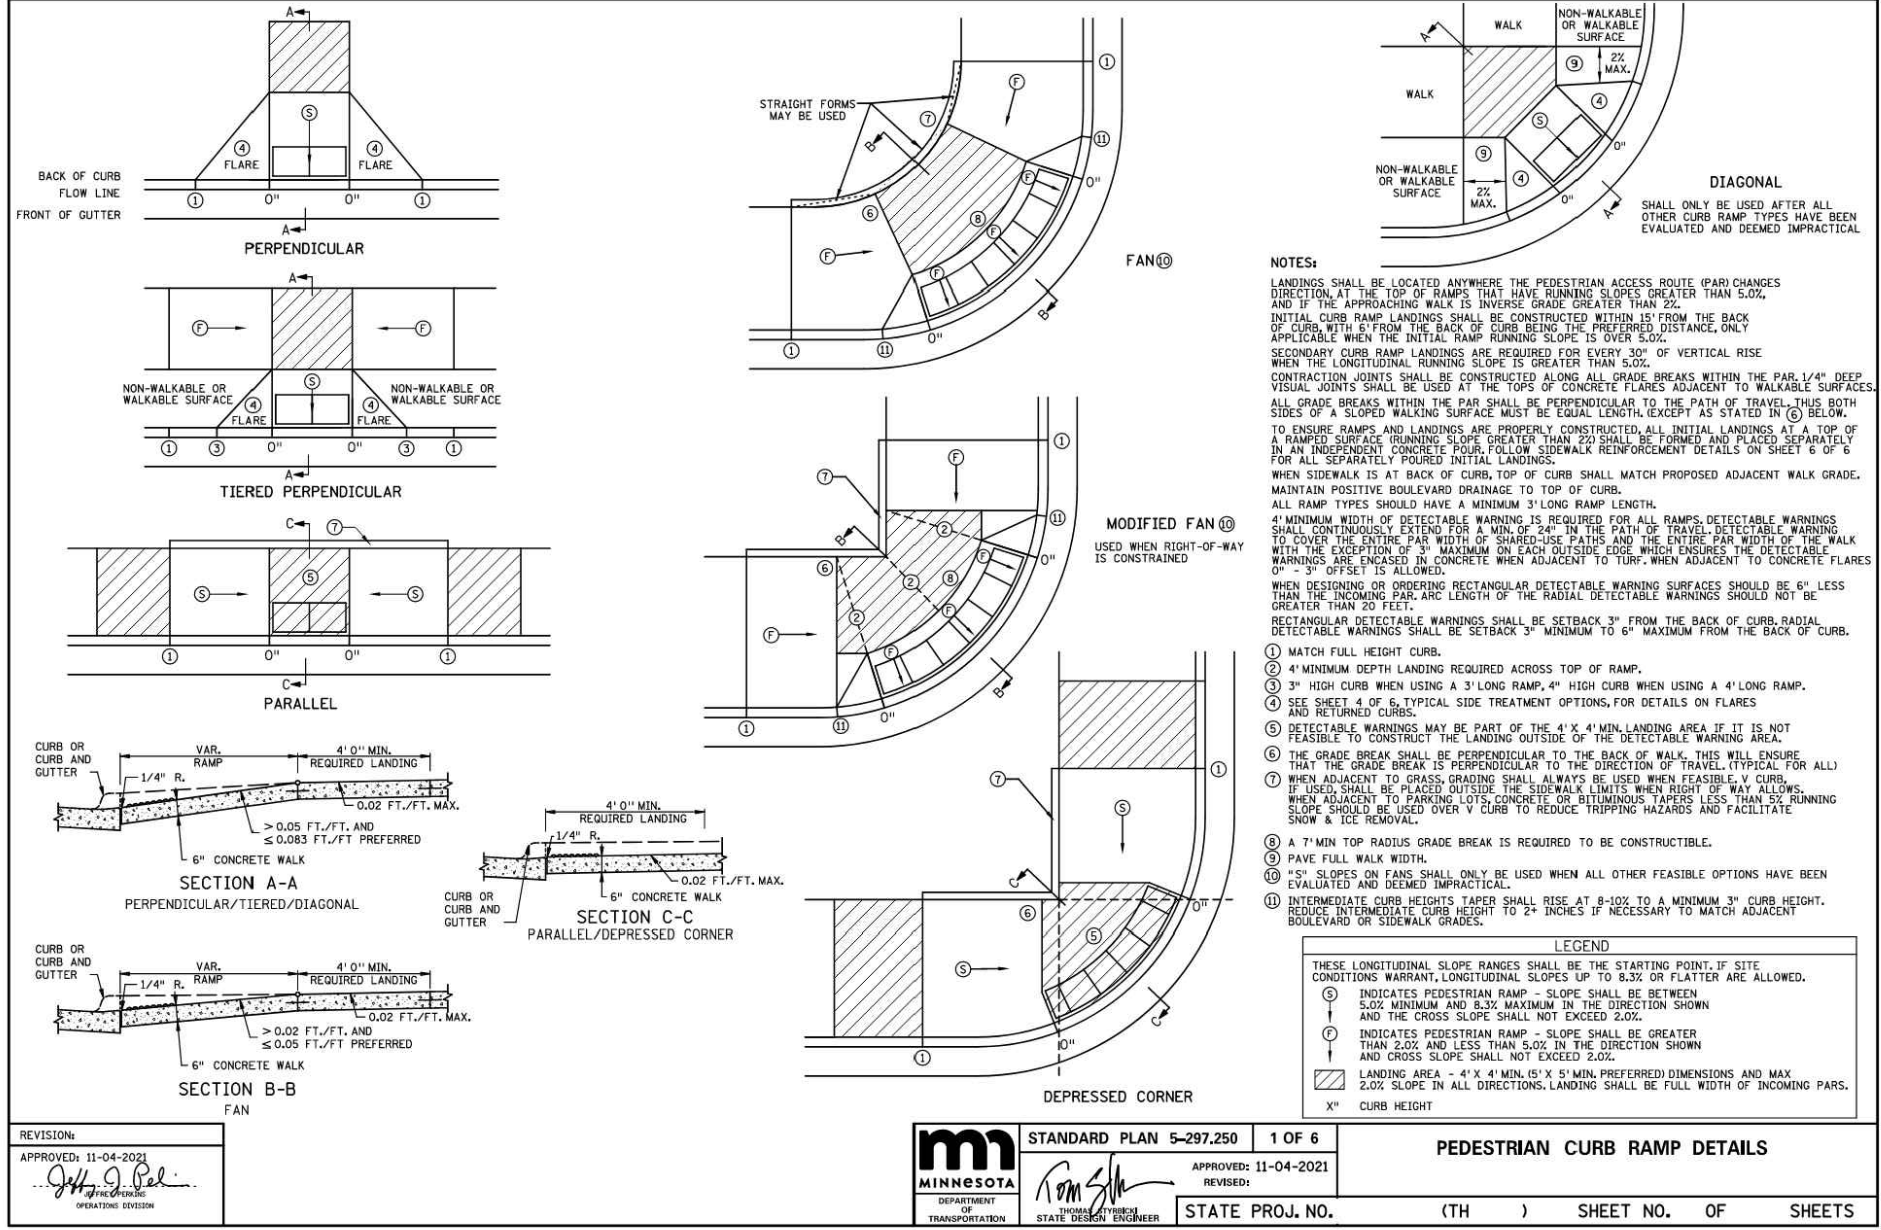 A
S
4
FLARE
4
FLARE
BACK OF CURB
FLOW LINE
FRONT OF GUTTER
1
0"
0"
1
A
PERPENDICULAR
A
F
F
NON-WALKABLE OR
WALKABLE SURFACE
S
NON-WALKABLE OR
WALKABLE SURFACE
4
FLARE
4
FLARE
1
3
0"
0"
3
1
A
TIERED PERPENDICULAR
C
7
S
5
S
1
0"
0"
1
C
PARALLEL
CURB OR
CURB AND
GUTTER
VAR.
RAMP
4' 0" MIN.
REQUIRED LANDING
1/4" R.
0.02 FT./FT. MAX.
> 0.05 FT./FT. AND
≤ 0.083 FT./FT PREFERRED
6" CONCRETE WALK
SECTION A-A
PERPENDICULAR/TIERED/DIAGONAL
4' 0" MIN.
REQUIRED LANDING
1/4" R.
0.02 FT./FT. MAX.
CURB OR
CURB AND
GUTTER
6" CONCRETE WALK
SECTION C-C
PARALLEL/DEPRESSED CORNER
CURB OR
CURB AND
GUTTER
VAR.
RAMP
4' 0" MIN.
REQUIRED LANDING
1/4" R.
0.02 FT./FT. MAX.
> 0.02 FT./FT. AND
≤ 0.05 FT./FT PREFERRED
6" CONCRETE WALK
SECTION B-B
FAN
STRAIGHT FORMS
MAY BE USED
1
F
7
B
11
F
0"
6
8
F
F
F
B
1
11
0"
FAN 10
1
7
F
2
11
B
MODIFIED FAN 10
USED WHEN RIGHT-OF-WAY
IS CONSTRAINED
6
F
0"
2
8
2
F
F
F
B
1
11
0"
1
7
S
C
6
0"
5
S
C
1
0"
DEPRESSED CORNER
A
WALK
NON-WALKABLE
OR WALKABLE
SURFACE
9
2%
MAX.
WALK
4
S
0"
NON-WALKABLE
OR WALKABLE
SURFACE
9
4
2%
MAX.
0"
A
DIAGONAL
SHALL ONLY BE USED AFTER ALL
OTHER CURB RAMP TYPES HAVE BEEN
EVALUATED AND DEEMED IMPRACTICAL
NOTES:
LANDINGS SHALL BE LOCATED ANYWHERE THE PEDESTRIAN ACCESS ROUTE (PAR) CHANGES
DIRECTION, AT THE TOP OF RAMPS THAT HAVE RUNNING SLOPES GREATER THAN 5.0%,
AND IF THE APPROACHING WALK IS INVERSE GRADE GREATER THAN 2%.
INITIAL CURB RAMP LANDINGS SHALL BE CONSTRUCTED WITHIN 15' FROM THE BACK
OF CURB, WITH 6' FROM THE BACK OF CURB BEING THE PREFERRED DISTANCE, ONLY
APPLICABLE WHEN THE INITIAL RAMP RUNNING SLOPE IS OVER 5.0%.
SECONDARY CURB RAMP LANDINGS ARE REQUIRED FOR EVERY 30" OF VERTICAL RISE
WHEN THE LONGITUDINAL RUNNING SLOPE IS GREATER THAN 5.0%.
CONTRACTION JOINTS SHALL BE CONSTRUCTED ALONG ALL GRADE BREAKS WITHIN THE PAR. 1/4" DEEP
VISUAL JOINTS SHALL BE USED AT THE TOPS OF CONCRETE FLARES ADJACENT TO WALKABLE SURFACES.
ALL GRADE BREAKS WITHIN THE PAR SHALL BE PERPENDICULAR TO THE PATH OF TRAVEL. THUS BOTH
SIDES OF A SLOPED WALKING SURFACE MUST BE EQUAL LENGTH. (EXCEPT AS STATED IN 6 BELOW.
TO ENSURE RAMPS AND LANDINGS ARE PROPERLY CONSTRUCTED, ALL INITIAL LANDINGS AT A TOP OF
A RAMPED SURFACE (RUNNING SLOPE GREATER THAN 2%) SHALL BE FORMED AND PLACED SEPARATELY
IN AN INDEPENDENT CONCRETE POUR. FOLLOW SIDEWALK REINFORCEMENT DETAILS ON SHEET 6 OF 6
FOR ALL SEPARATELY POURED INITIAL LANDINGS.
WHEN SIDEWALK IS AT BACK OF CURB, TOP OF CURB SHALL MATCH PROPOSED ADJACENT WALK GRADE.
MAINTAIN POSITIVE BOULEVARD DRAINAGE TO TOP OF CURB.
ALL RAMP TYPES SHOULD HAVE A MINIMUM 3' LONG RAMP LENGTH.
4' MINIMUM WIDTH OF DETECTABLE WARNING IS REQUIRED FOR ALL RAMPS. DETECTABLE WARNINGS
SHALL CONTINUOUSLY EXTEND FOR A MIN. OF 24" IN THE PATH OF TRAVEL. DETECTABLE WARNING
TO COVER THE ENTIRE PAR WIDTH OF SHARED-USE PATHS AND THE ENTIRE PAR WIDTH OF THE WALK
WITH THE EXCEPTION OF 3" MAXIMUM ON EACH OUTSIDE EDGE WHICH ENSURES THE DETECTABLE
WARNINGS ARE ENCASED IN CONCRETE WHEN ADJACENT TO TURF. WHEN ADJACENT TO CONCRETE FLARES
0" - 3" OFFSET IS ALLOWED.
WHEN DESIGNING OR ORDERING RECTANGULAR DETECTABLE WARNING SURFACES SHOULD BE 6" LESS
THAN THE INCOMING PAR. ARC LENGTH OF THE RADIAL DETECTABLE WARNINGS SHOULD NOT BE
GREATER THAN 20 FEET.
RECTANGULAR DETECTABLE WARNINGS SHALL BE SETBACK 3" FROM THE BACK OF CURB. RADIAL
DETECTABLE WARNINGS SHALL BE SETBACK 3" MINIMUM TO 6" MAXIMUM FROM THE BACK OF CURB.
1 MATCH FULL HEIGHT CURB.
2 4' MINIMUM DEPTH LANDING REQUIRED ACROSS TOP OF RAMP.
3 3" HIGH CURB WHEN USING A 3' LONG RAMP, 4" HIGH CURB WHEN USING A 4' LONG RAMP.
4 SEE SHEET 4 OF 6, TYPICAL SIDE TREATMENT OPTIONS, FOR DETAILS ON FLARES
AND RETURNED CURBS.
5 DETECTABLE WARNINGS MAY BE PART OF THE 4' X 4' MIN. LANDING AREA IF IT IS NOT
FEASIBLE TO CONSTRUCT THE LANDING OUTSIDE OF THE DETECTABLE WARNING AREA.
6 THE GRADE BREAK SHALL BE PERPENDICULAR TO THE BACK OF WALK. THIS WILL ENSURE
THAT THE GRADE BREAK IS PERPENDICULAR TO THE DIRECTION OF TRAVEL. (TYPICAL FOR ALL)
7 WHEN ADJACENT TO GRASS, GRADING SHALL ALWAYS BE USED WHEN FEASIBLE. V CURB,
IF USED, SHALL BE PLACED OUTSIDE THE SIDEWALK LIMITS WHEN RIGHT OF WAY ALLOWS.
WHEN ADJACENT TO PARKING LOTS, CONCRETE OR BITUMINOUS TAPERS LESS THAN 5% RUNNING
SLOPE SHOULD BE USED OVER V CURB TO REDUCE TRIPPING HAZARDS AND FACILITATE
SNOW & ICE REMOVAL.
8 A 7' MIN TOP RADIUS GRADE BREAK IS REQUIRED TO BE CONSTRUCTIBLE.
9 PAVE FULL WALK WIDTH.
10 "S" SLOPES ON FANS SHALL ONLY BE USED WHEN ALL OTHER FEASIBLE OPTIONS HAVE BEEN
EVALUATED AND DEEMED IMPRACTICAL.
11 INTERMEDIATE CURB HEIGHTS TAPER SHALL RISE AT 8-10% TO A MINIMUM 3" CURB HEIGHT.
REDUCE INTERMEDIATE CURB HEIGHT TO 2+ INCHES IF NECESSARY TO MATCH ADJACENT
BOULEVARD OR SIDEWALK GRADES.
LEGEND
THESE LONGITUDINAL SLOPE RANGES SHALL BE THE STARTING POINT. IF SITE
CONDITIONS WARRANT, LONGITUDINAL SLOPES UP TO 8.3% OR FLATTER ARE ALLOWED.
S INDICATES PEDESTRIAN RAMP - SLOPE SHALL BE BETWEEN
5.0% MINIMUM AND 8.3% MAXIMUM IN THE DIRECTION SHOWN
AND THE CROSS SLOPE SHALL NOT EXCEED 2.0%.
F INDICATES PEDESTRIAN RAMP - SLOPE SHALL BE GREATER
THAN 2.0% AND LESS THAN 5.0% IN THE DIRECTION SHOWN
AND CROSS SLOPE SHALL NOT EXCEED 2.0%.
LANDING AREA - 4' X 4' MIN. (5' X 5' MIN. PREFERRED) DIMENSIONS AND MAX
2.0% SLOPE IN ALL DIRECTIONS. LANDING SHALL BE FULL WIDTH OF INCOMING PARS.
X" CURB HEIGHT
REVISION:
APPROVED: 11-04-2021
JEFFREY PERKINS
OPERATIONS DIVISION
MINNESOTA
DEPARTMENT
OF
TRANSPORTATION
STANDARD PLAN 5-297.250
1 OF 6
APPROVED: 11-04-2021
REVISED:
THOMAS STYRBICKI
STATE DESIGN ENGINEER
STATE PROJ. NO.
PEDESTRIAN CURB RAMP DETAILS
(TH )
SHEET NO. OF SHEETS